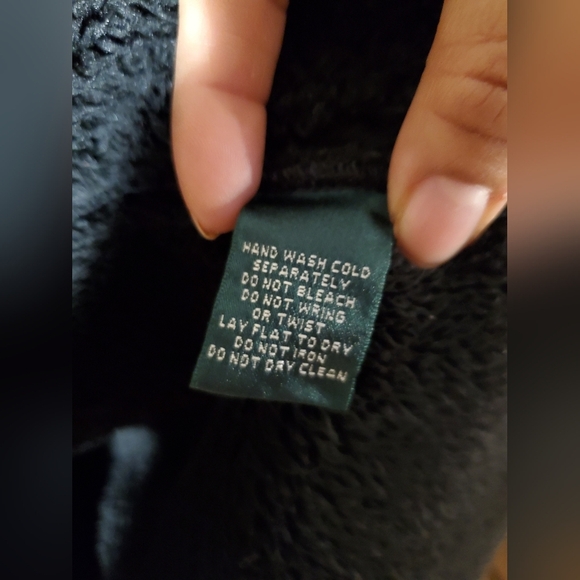 HAND WASH COLD
SEPARATELY
DO NOT BLEACH
DO NOT WRING
OR TWIST
LAY FLAT TO DRY
DO NOT IRON
DO NOT DRY CLEAN